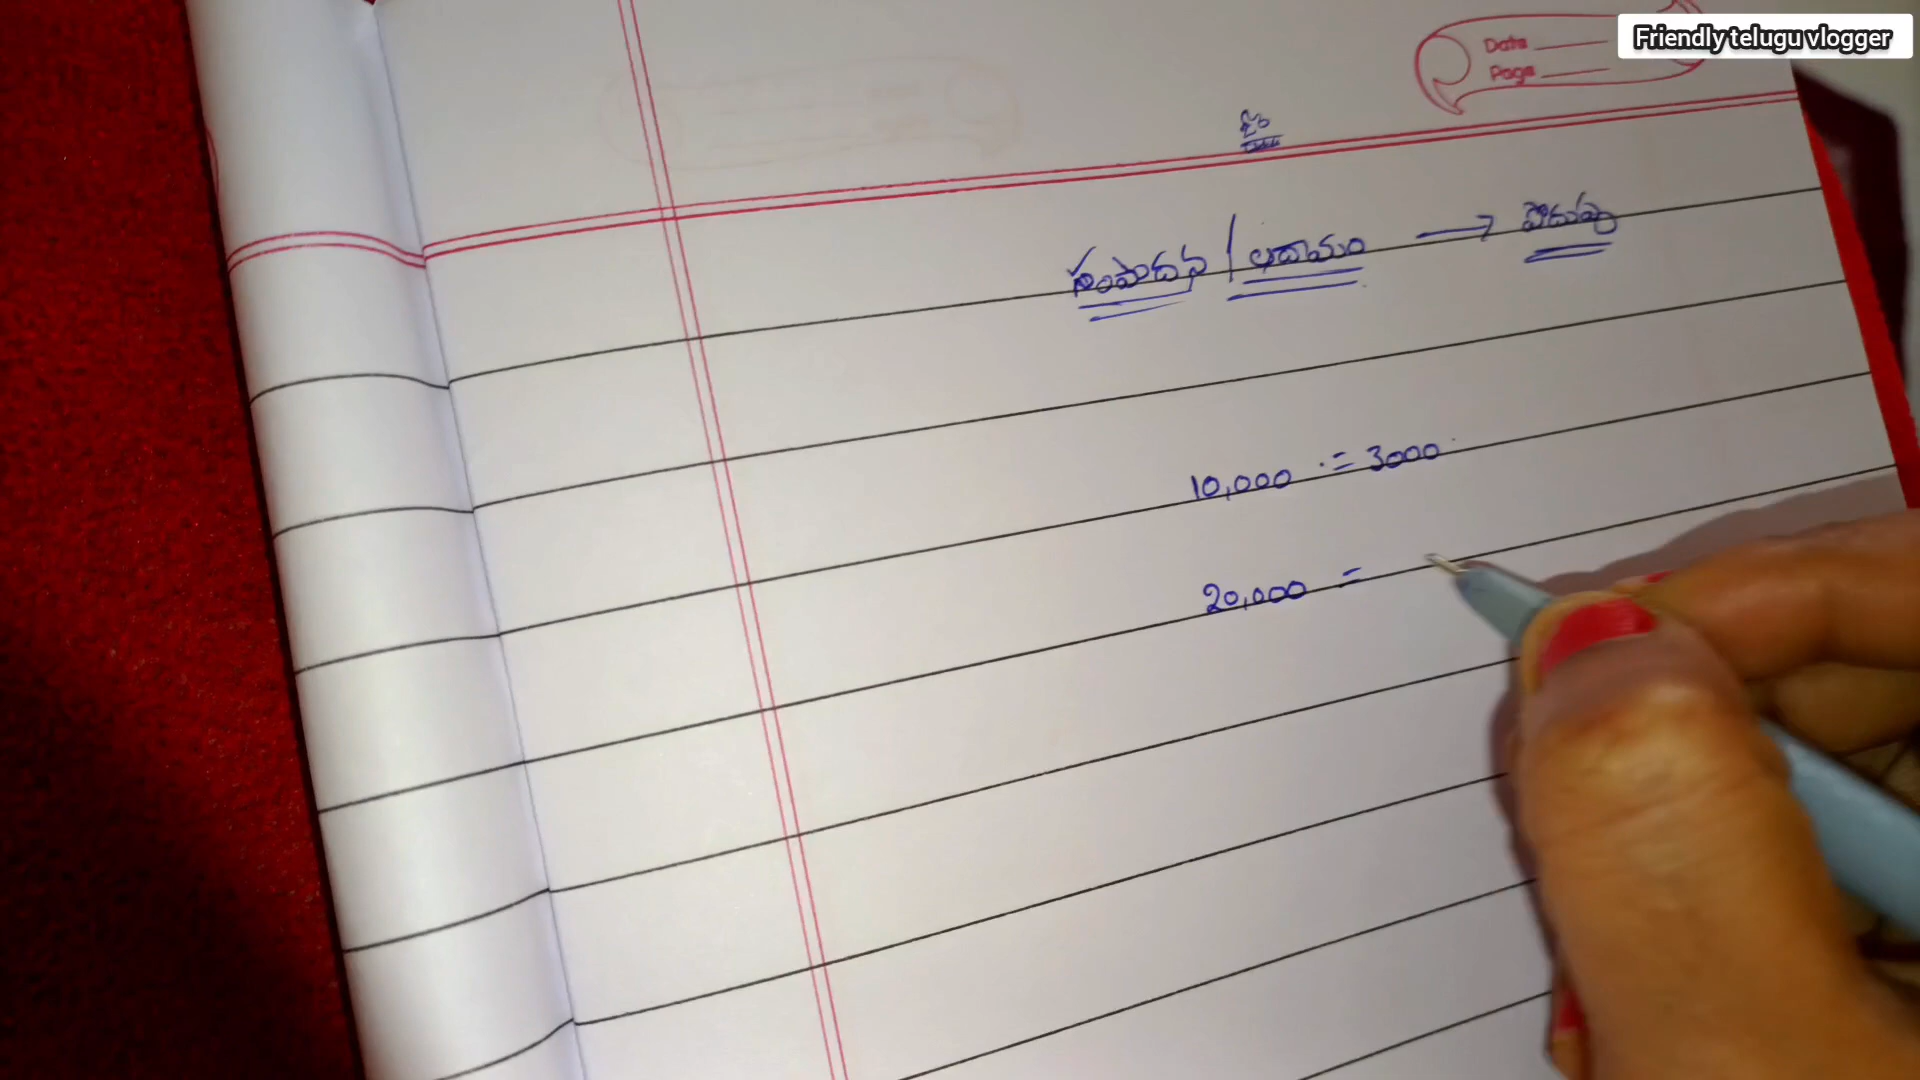 Friendly telugu vlogger
Date
Page
శ్రీ
సంపాదన / ఆదాయం → పొదుపు
10,000 = 3000
20,000 =